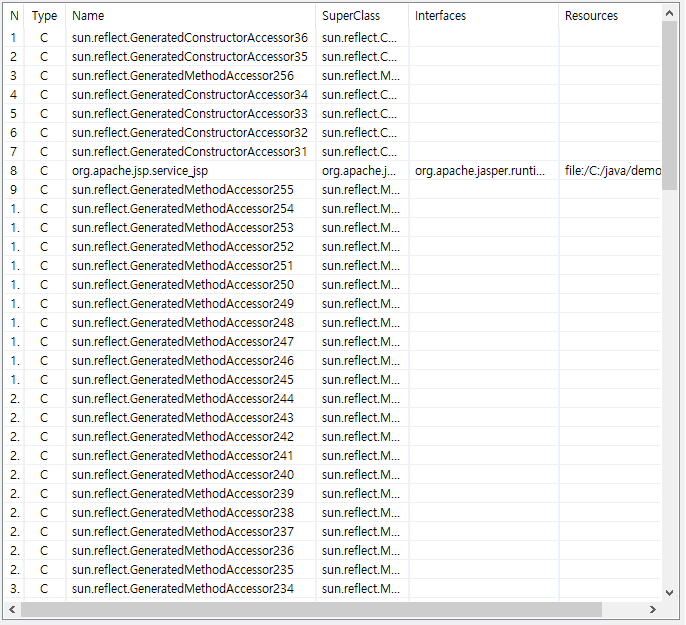 N Type Name SuperClass Interfaces Resources
1 C sun.reflect.GeneratedConstructorAccessor36 sun.reflect.C...
2 C sun.reflect.GeneratedConstructorAccessor35 sun.reflect.C...
3 C sun.reflect.GeneratedMethodAccessor256 sun.reflect.M...
4 C sun.reflect.GeneratedConstructorAccessor34 sun.reflect.C...
5 C sun.reflect.GeneratedConstructorAccessor33 sun.reflect.C...
6 C sun.reflect.GeneratedConstructorAccessor32 sun.reflect.C...
7 C sun.reflect.GeneratedConstructorAccessor31 sun.reflect.C...
8 C org.apache.jsp.service_jsp org.apache.j... org.apache.jasper.runti... file:/C:/java/demo
9 C sun.reflect.GeneratedMethodAccessor255 sun.reflect.M...
1. C sun.reflect.GeneratedMethodAccessor254 sun.reflect.M...
1. C sun.reflect.GeneratedMethodAccessor253 sun.reflect.M...
1. C sun.reflect.GeneratedMethodAccessor252 sun.reflect.M...
1. C sun.reflect.GeneratedMethodAccessor251 sun.reflect.M...
1. C sun.reflect.GeneratedMethodAccessor250 sun.reflect.M...
1. C sun.reflect.GeneratedMethodAccessor249 sun.reflect.M...
1. C sun.reflect.GeneratedMethodAccessor248 sun.reflect.M...
1. C sun.reflect.GeneratedMethodAccessor247 sun.reflect.M...
1. C sun.reflect.GeneratedMethodAccessor246 sun.reflect.M...
1. C sun.reflect.GeneratedMethodAccessor245 sun.reflect.M...
2. C sun.reflect.GeneratedMethodAccessor244 sun.reflect.M...
2. C sun.reflect.GeneratedMethodAccessor243 sun.reflect.M...
2. C sun.reflect.GeneratedMethodAccessor242 sun.reflect.M...
2. C sun.reflect.GeneratedMethodAccessor241 sun.reflect.M...
2. C sun.reflect.GeneratedMethodAccessor240 sun.reflect.M...
2. C sun.reflect.GeneratedMethodAccessor239 sun.reflect.M...
2. C sun.reflect.GeneratedMethodAccessor238 sun.reflect.M...
2. C sun.reflect.GeneratedMethodAccessor237 sun.reflect.M...
2. C sun.reflect.GeneratedMethodAccessor236 sun.reflect.M...
2. C sun.reflect.GeneratedMethodAccessor235 sun.reflect.M...
3. C sun.reflect.GeneratedMethodAccessor234 sun.reflect.M...